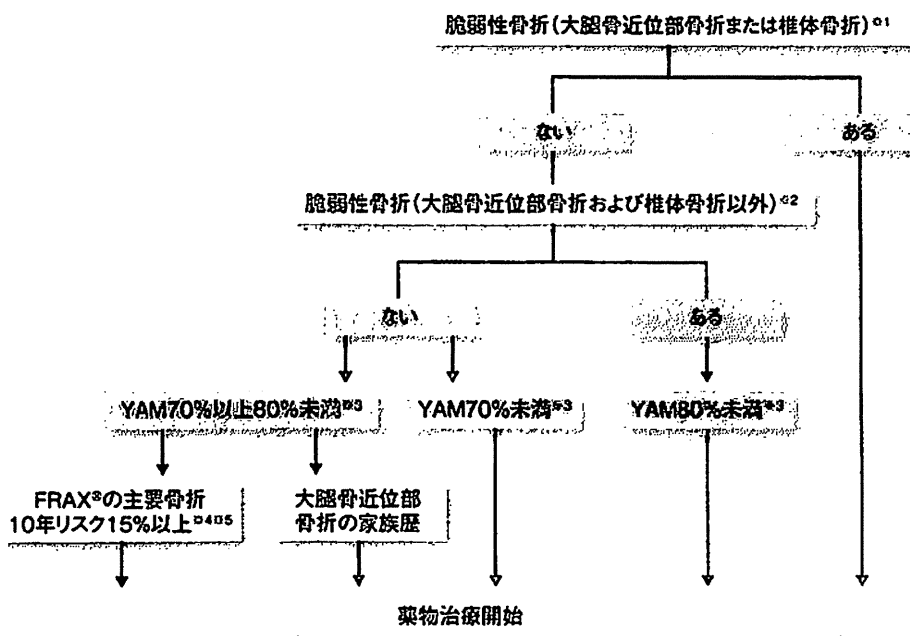 脆弱性骨折(大腿骨近位部骨折または椎体骨折)※1
ない
ある
脆弱性骨折(大腿骨近位部骨折および椎体骨折以外)※2
ない
ある
YAM70%以上80%未満※3
YAM70%未満※3
YAM80%未満※3
FRAX®の主要骨折
10年リスク15%以上※4※5
大腿骨近位部
骨折の家族歴
薬物治療開始